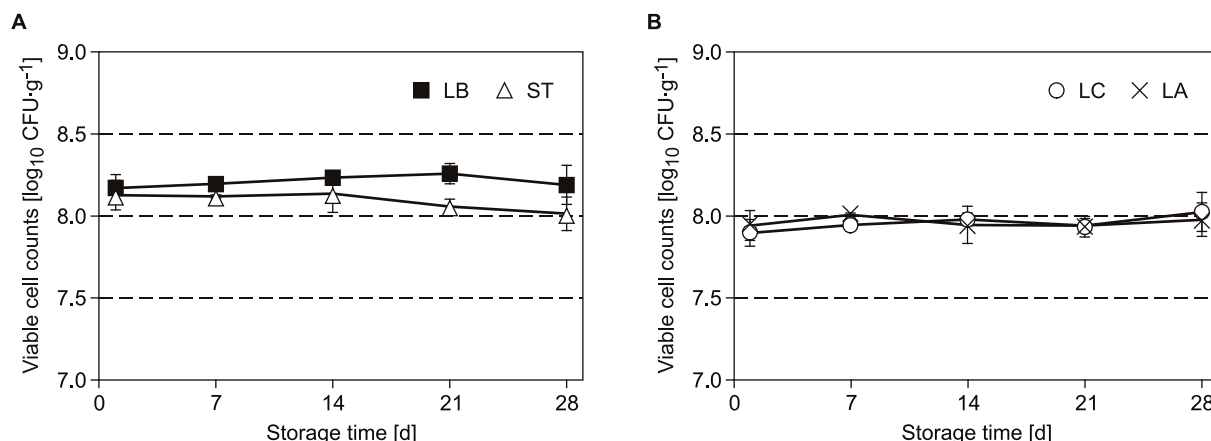 A
Viable cell counts [log10 CFU·g–1]
9.0
8.5
8.0
7.5
7.0
LB ST
0 7 14 21 28
Storage time [d]
B
Viable cell counts [log10 CFU·g–1]
9.0
8.5
8.0
7.5
7.0
LC LA
0 7 14 21 28
Storage time [d]